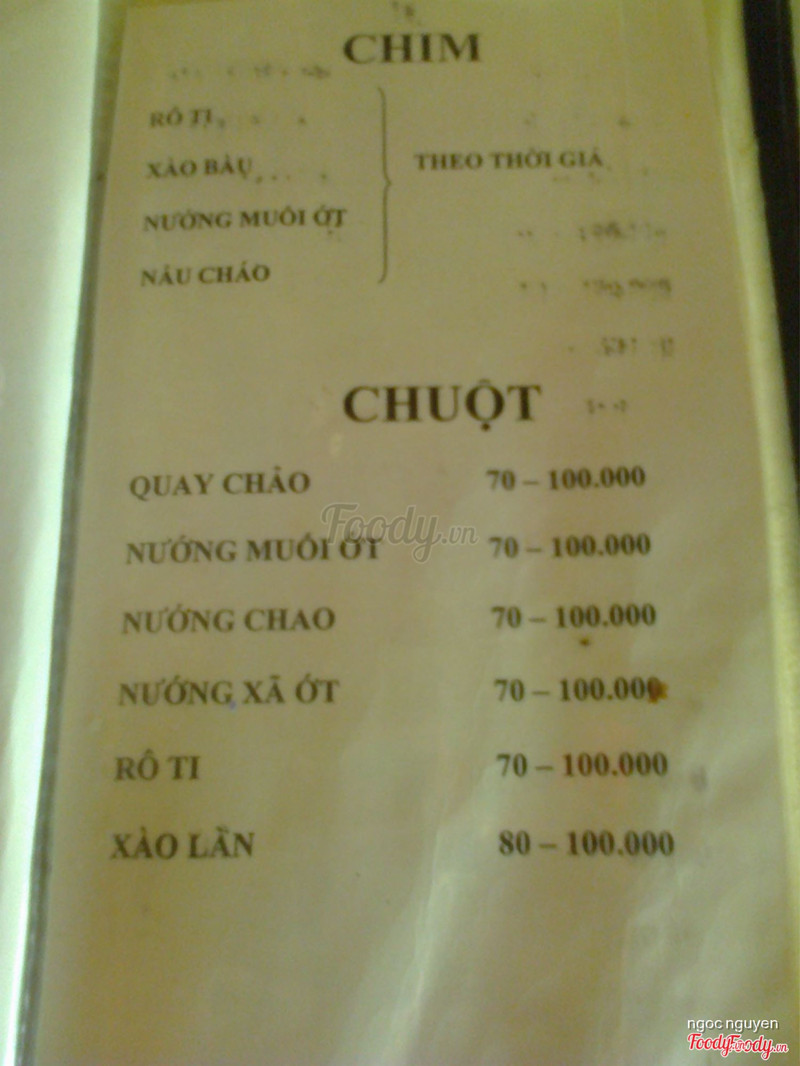 CHIM
RÔ TI
XÀO BẦU
NƯỚNG MUỐI ỚT
NẤU CHÁO
THEO THỜI GIÁ
CHUỘT
QUAY CHẢO 70 – 100.000
NƯỚNG MUỐI ỚT 70 – 100.000
NƯỚNG CHAO 70 – 100.000
NƯỚNG XẢ ỚT 70 – 100.000
RÔ TI 70 – 100.000
XÀO LĂN 80 – 100.000
Foody.vn
ngoc nguyen
FoodyFoody.vn